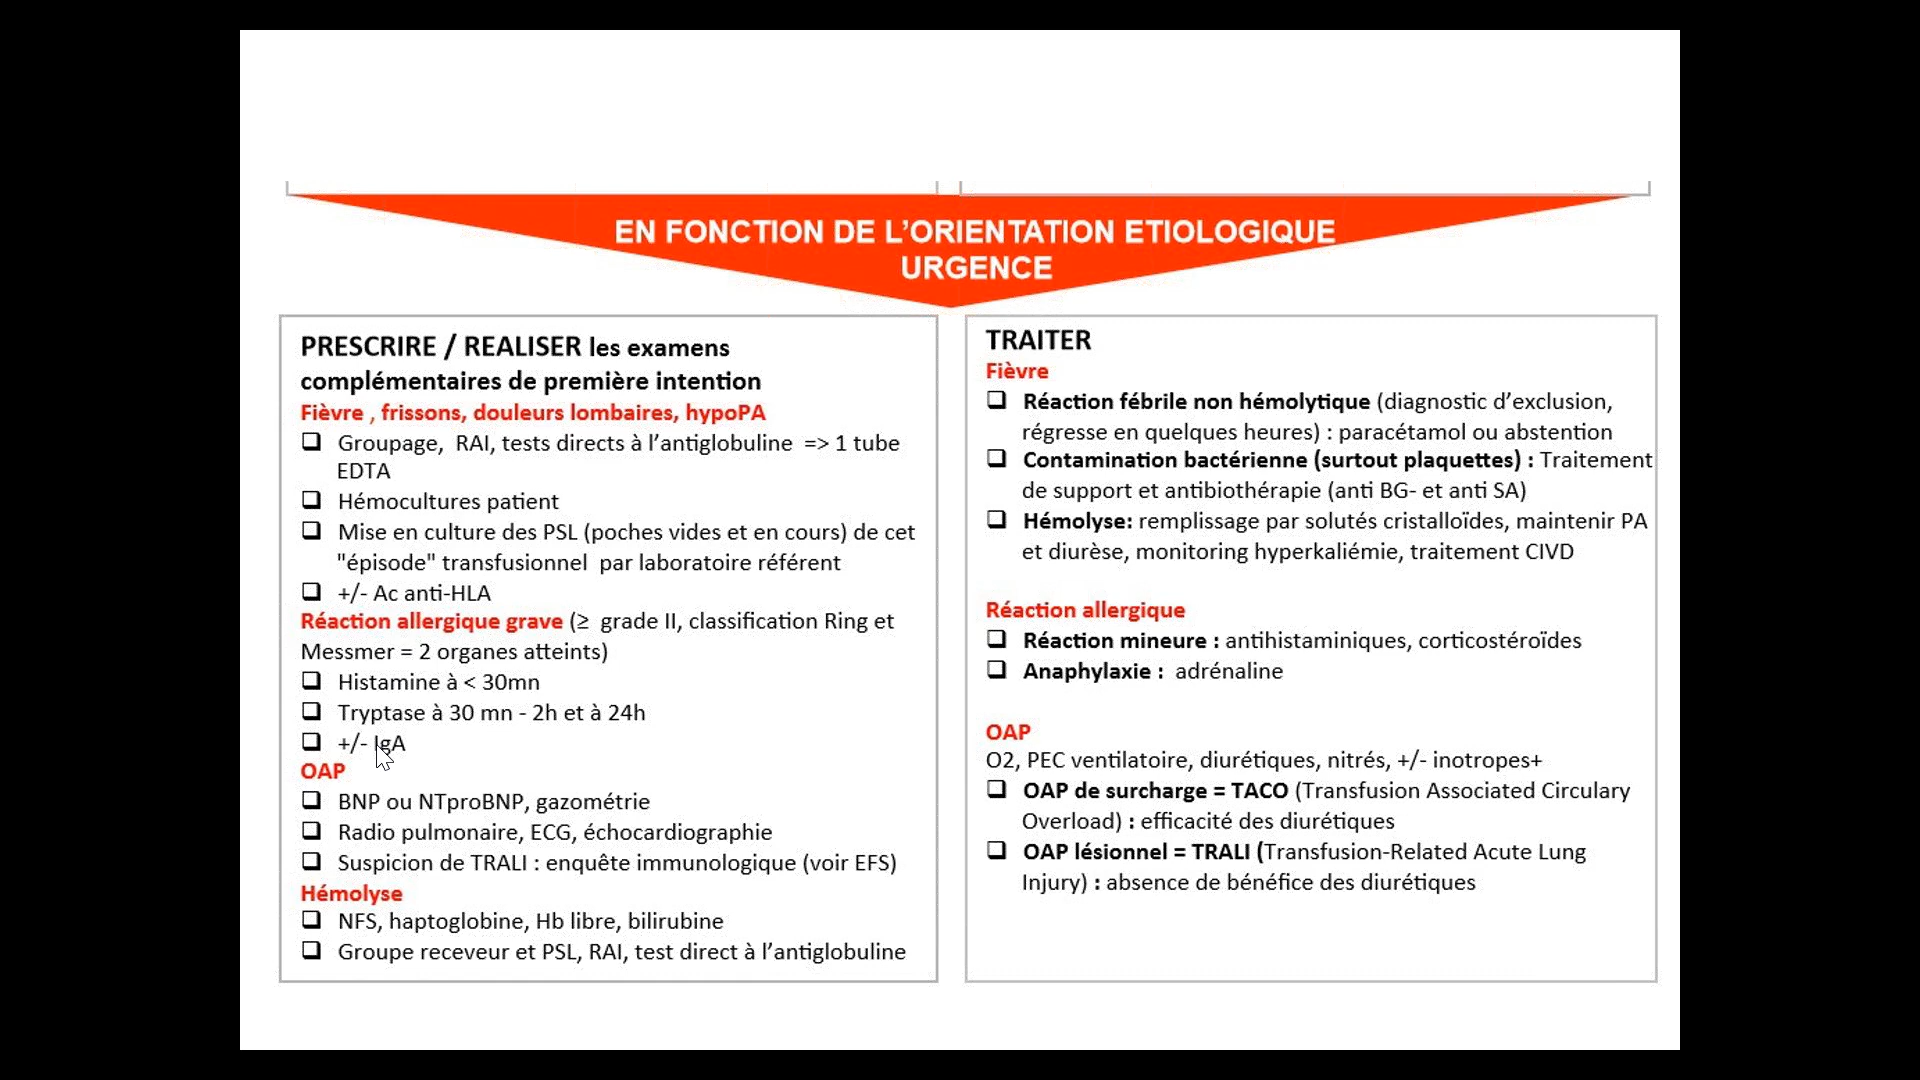 EN FONCTION DE L’ORIENTATION ETIOLOGIQUE
URGENCE
PRESCRIRE / REALISER les examens
complémentaires de première intention
Fièvre , frissons, douleurs lombaires, hypoPA
❑ Groupage, RAI, tests directs à l’antiglobuline => 1 tube
EDTA
❑ Hémocultures patient
❑ Mise en culture des PSL (poches vides et en cours) de cet
"épisode" transfusionnel par laboratoire référent
❑ +/- Ac anti-HLA
Réaction allergique grave (≥ grade II, classification Ring et
Messmer = 2 organes atteints)
❑ Histamine à < 30mn
❑ Tryptase à 30 mn - 2h et à 24h
❑ +/- IgA
OAP
❑ BNP ou NTproBNP, gazométrie
❑ Radio pulmonaire, ECG, échocardiographie
❑ Suspicion de TRALI : enquête immunologique (voir EFS)
Hémolyse
❑ NFS, haptoglobine, Hb libre, bilirubine
❑ Groupe receveur et PSL, RAI, test direct à l’antiglobuline
TRAITER
Fièvre
❑ Réaction fébrile non hémolytique (diagnostic d’exclusion,
régresse en quelques heures) : paracétamol ou abstention
❑ Contamination bactérienne (surtout plaquettes) : Traitement
de support et antibiothérapie (anti BG- et anti SA)
❑ Hémolyse: remplissage par solutés cristalloïdes, maintenir PA
et diurèse, monitoring hyperkaliémie, traitement CIVD
Réaction allergique
❑ Réaction mineure : antihistaminiques, corticostéroïdes
❑ Anaphylaxie : adrénaline
OAP
O2, PEC ventilatoire, diurétiques, nitrés, +/- inotropes+
❑ OAP de surcharge = TACO (Transfusion Associated Circulary
Overload) : efficacité des diurétiques
❑ OAP lésionnel = TRALI (Transfusion-Related Acute Lung
Injury) : absence de bénéfice des diurétiques